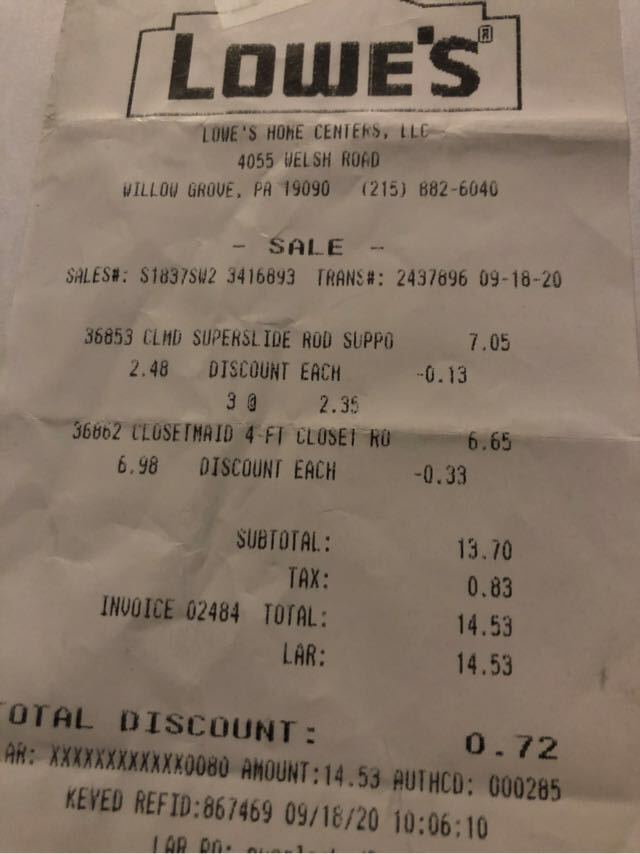 LOWE'S®
LOWE'S HOME CENTERS, LLC
4055 WELSH ROAD
WILLOW GROVE, PA 19090 (215) 882-6040
- SALE -
SALES#: S1837SW2 3416893 TRANS#: 2437896 09-18-20
36853 CLMD SUPERSLIDE ROD SUPPO 7.05
2.48 DISCOUNT EACH -0.13
3 @ 2.35
36862 CLOSETMAID 4-FT CLOSET RO 6.65
6.98 DISCOUNT EACH -0.33
SUBTOTAL: 13.70
TAX: 0.83
INVOICE 02484 TOTAL: 14.53
LAR: 14.53
OTAL DISCOUNT: 0.72
AR: XXXXXXXXXXXX0080 AMOUNT:14.53 AUTHCD: 000285
KEYED REFID:867469 09/18/20 10:06:10
LAR PO: